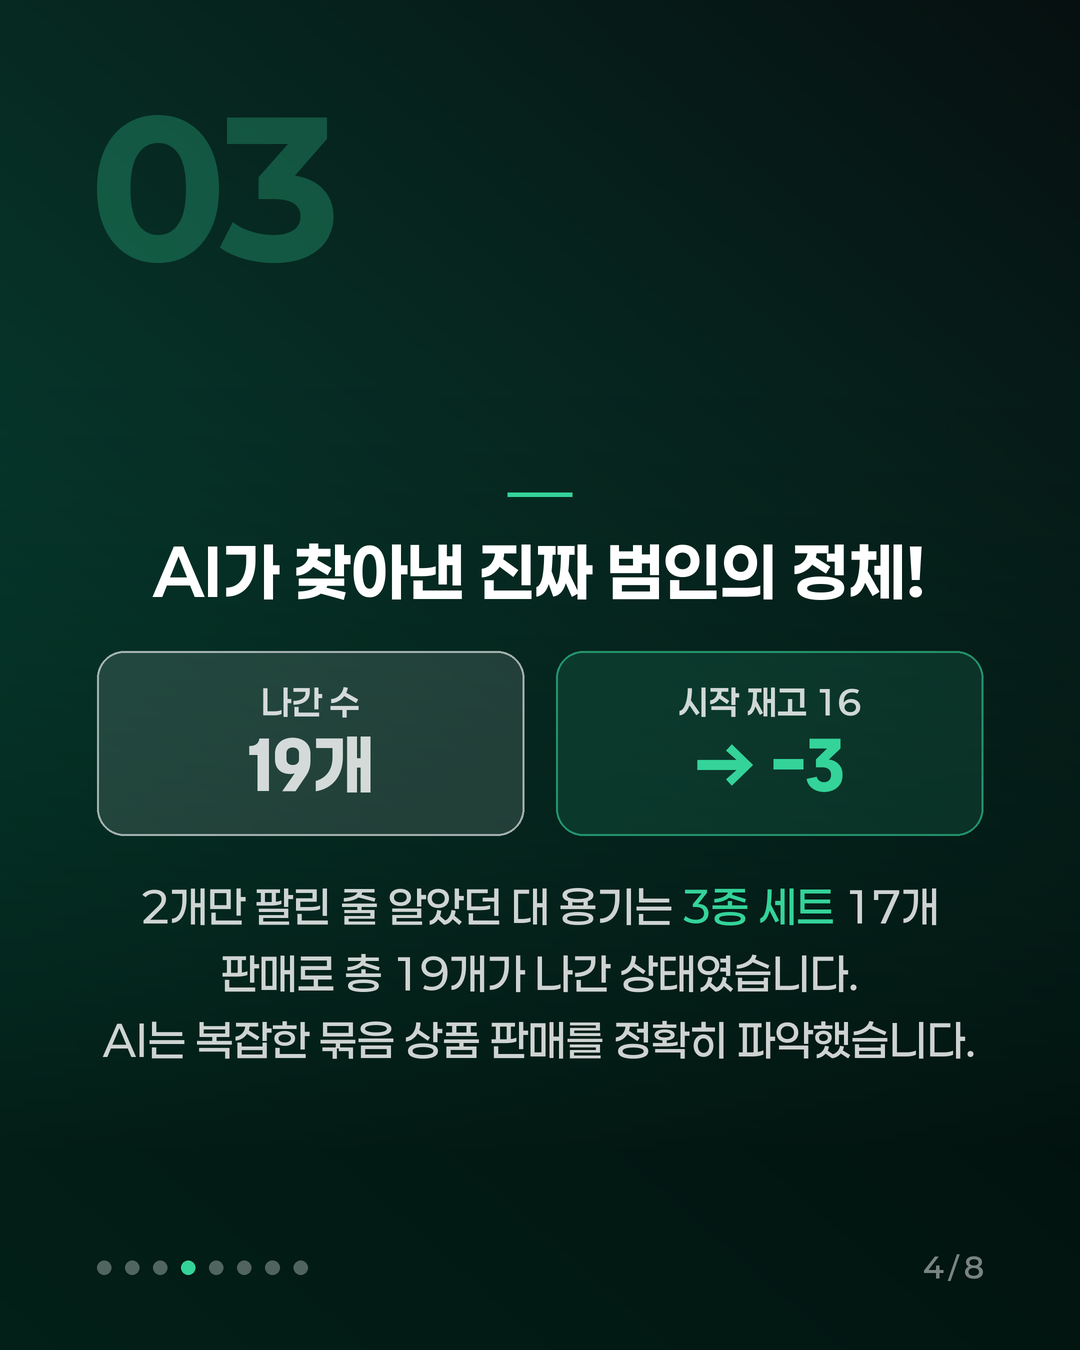 03
AI가 찾아낸 진짜 범인의 정체!
나간 수
19개
시작 재고 16
→ -3
2개만 팔린 줄 알았던 대 용기는 3종 세트 17개
판매로 총 19개가 나간 상태였습니다.
AI는 복잡한 묶음 상품 판매를 정확히 파악했습니다.
4/8